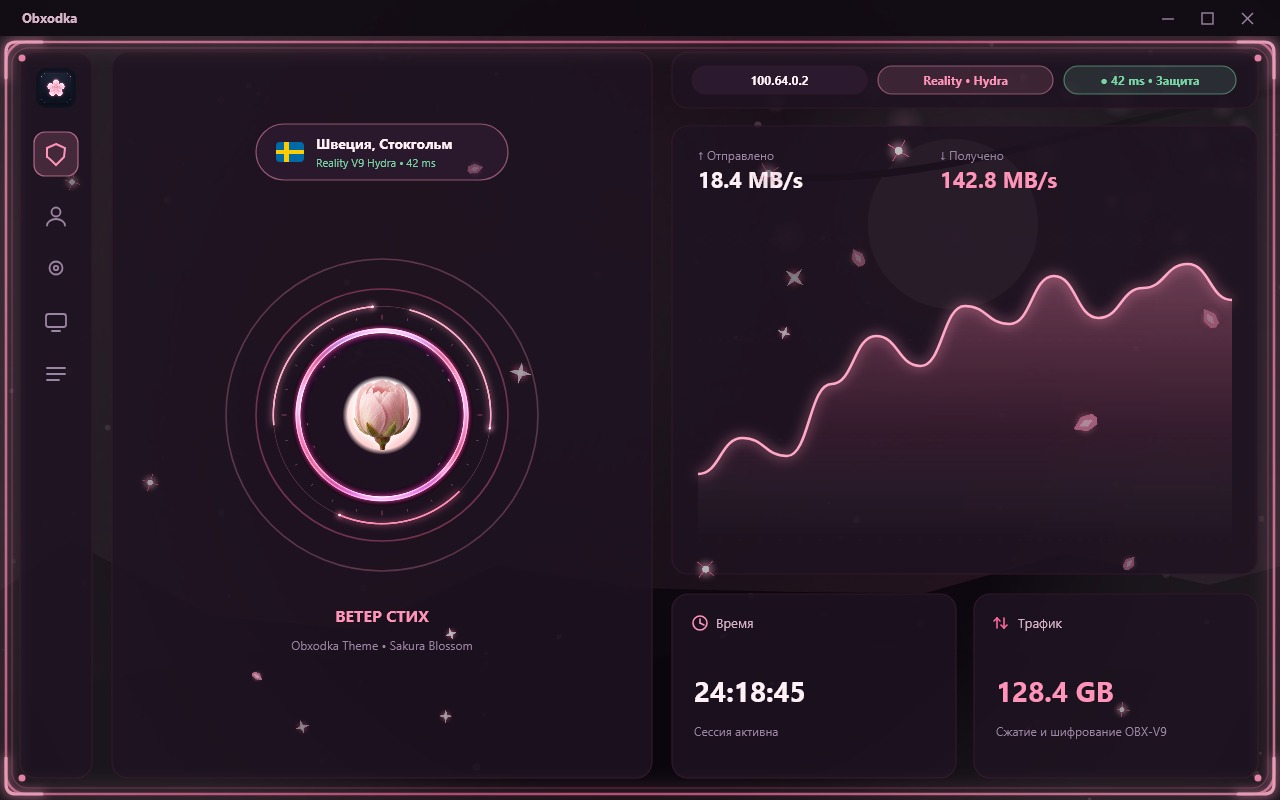 Obxodka
Швеция, Стокгольм
Reality V9 Hydra • 42 ms
ВЕТЕР СТИХ
Obxodka Theme • Sakura Blossom
100.64.0.2
Reality • Hydra
● 42 ms • Защита
↑ Отправлено
18.4 MB/s
↓ Получено
142.8 MB/s
Время
24:18:45
Сессия активна
Трафик
128.4 GB
Сжатие и шифрование OBX-V9